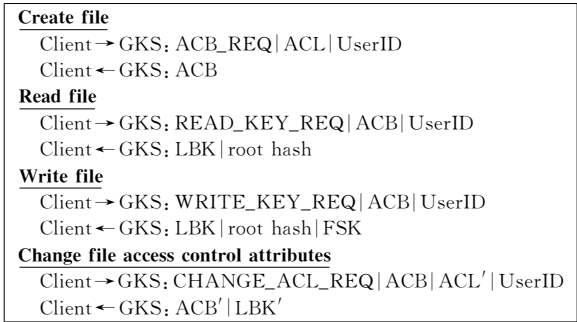 Create file
Client→GKS: ACB_REQ|ACL|UserID
Client←GKS: ACB
Read file
Client→GKS: READ_KEY_REQ|ACB|UserID
Client←GKS: LBK|root hash
Write file
Client→GKS: WRITE_KEY_REQ|ACB|UserID
Client←GKS: LBK|root hash|FSK
Change file access control attributes
Client→GKS: CHANGE_ACL_REQ|ACB|ACL′|UserID
Client←GKS: ACB′|LBK′